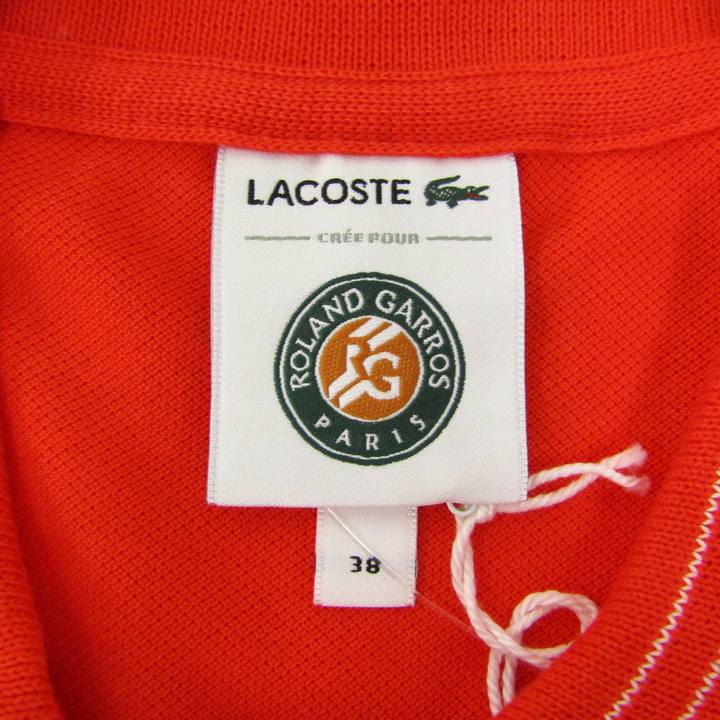 LACOSTE
CRÉE POUR
ROLAND GARROS
RG
PARIS
38